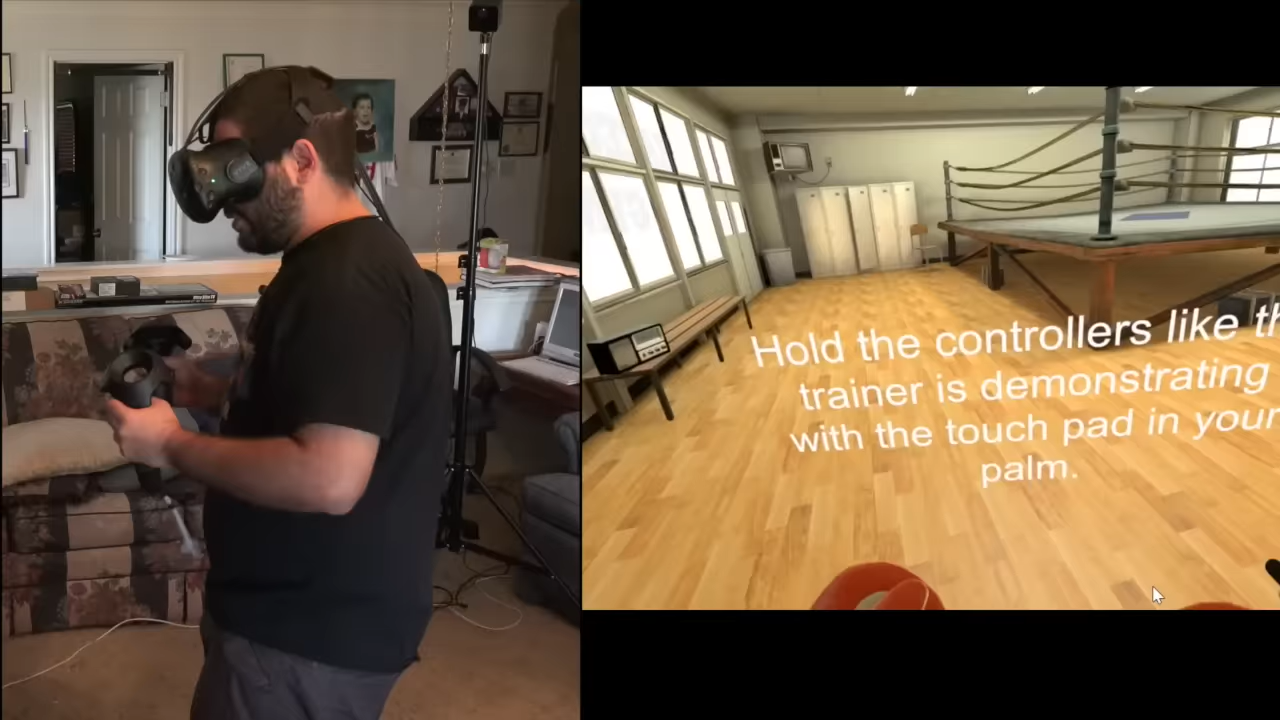 Hold the controllers like th
trainer is demonstrating
with the touch pad in your
palm.